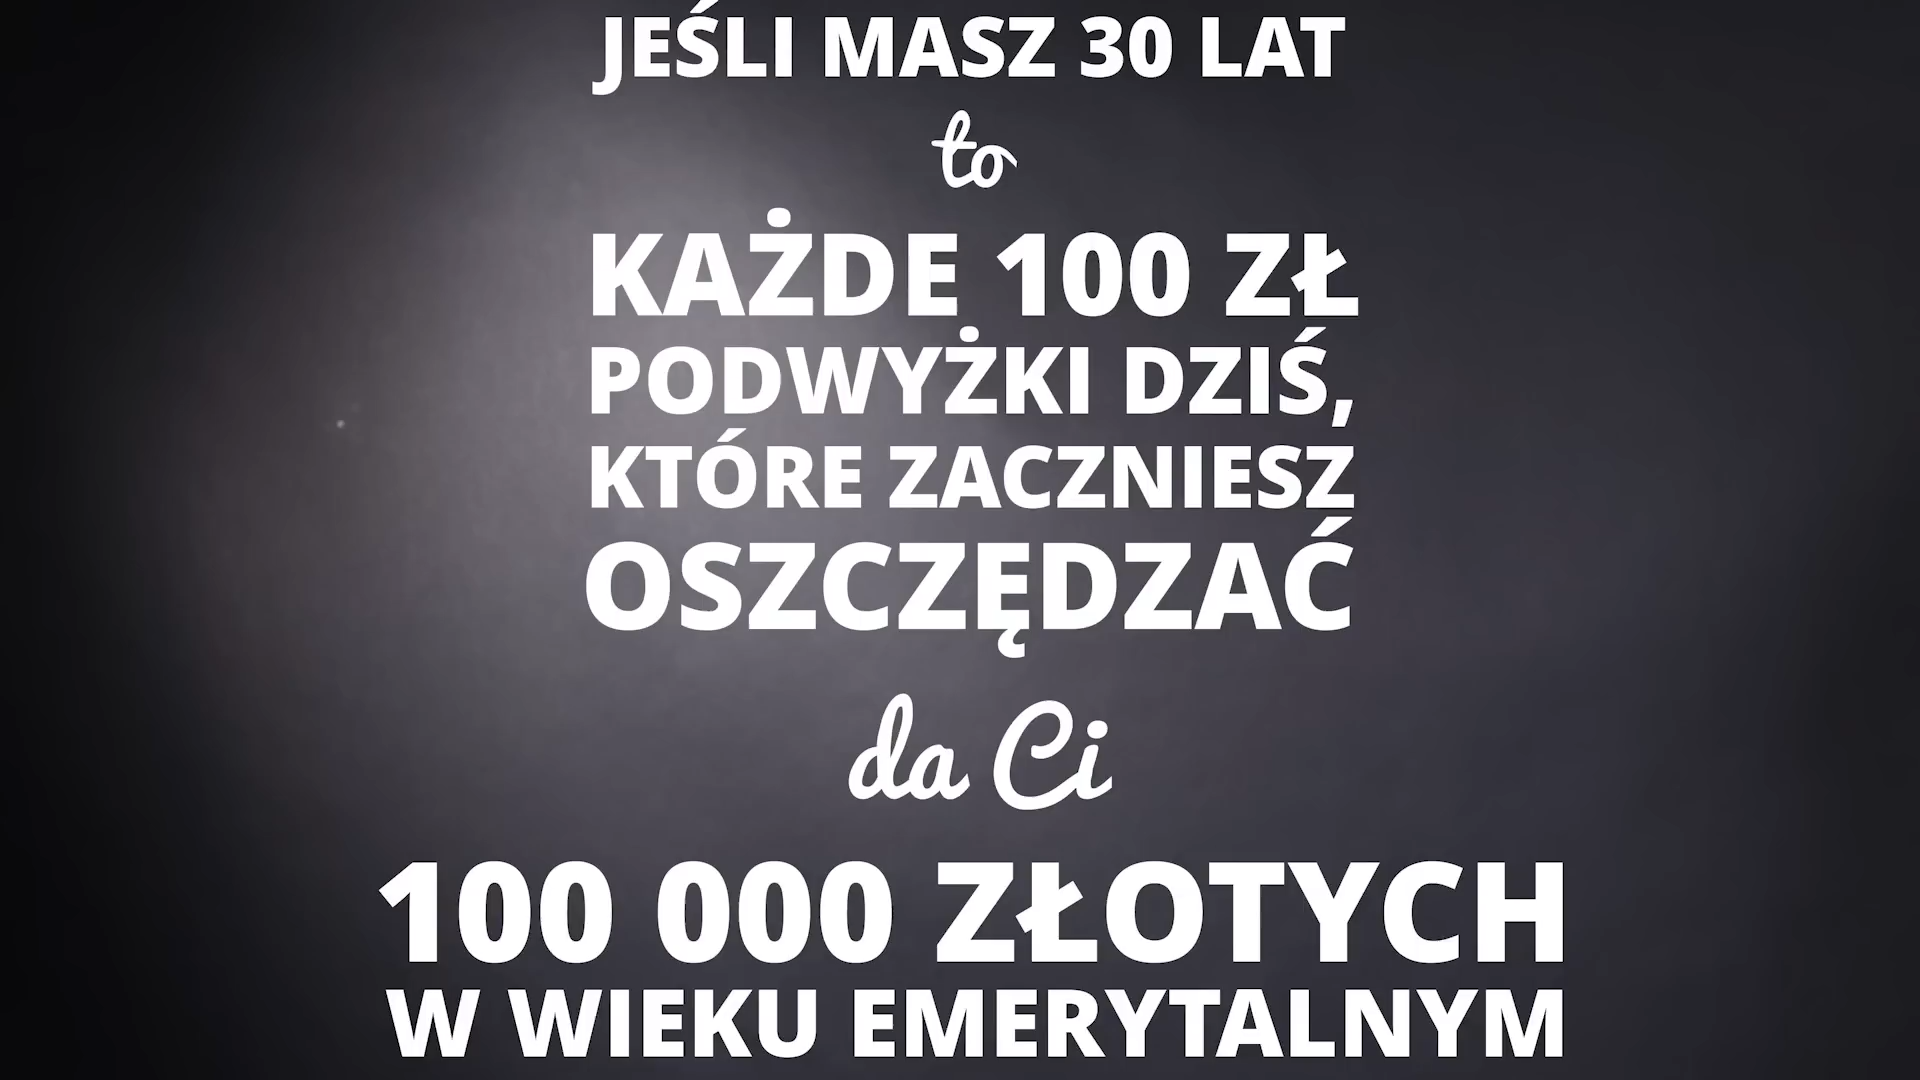 JEŚLI MASZ 30 LAT
to
KAŻDE 100 ZŁ
PODWYŻKI DZIŚ,
KTÓRE ZACZNIESZ
OSZCZĘDZAĆ
da Ci
100 000 ZŁOTYCH
W WIEKU EMERYTALNYM